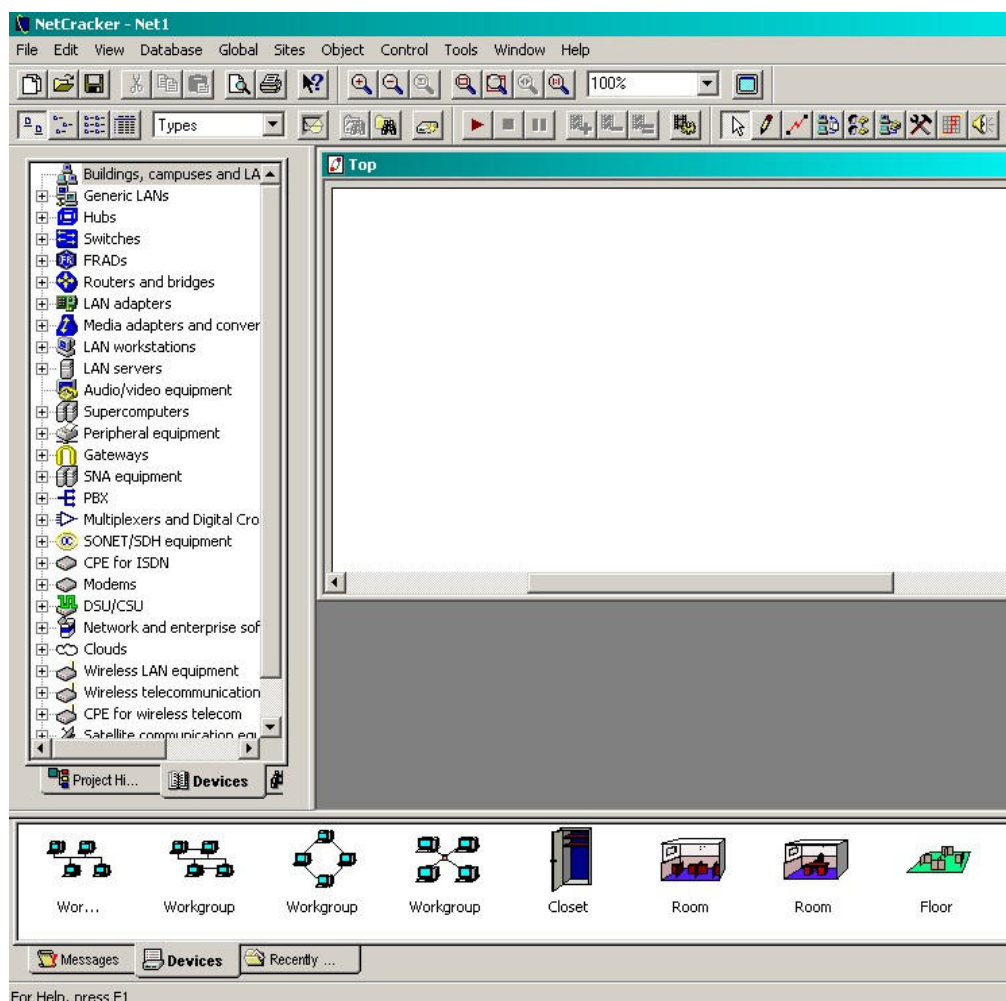 NetCracker - Net1
File Edit View Database Global Sites Object Control Tools Window Help
100%
Types
Top
Buildings, campuses and LA
Generic LANs
Hubs
Switches
FRADs
Routers and bridges
LAN adapters
Media adapters and conver
LAN workstations
LAN servers
Audio/video equipment
Supercomputers
Peripheral equipment
Gateways
SNA equipment
PBX
Multiplexers and Digital Cro
SONET/SDH equipment
CPE for ISDN
Modems
DSU/CSU
Network and enterprise sof
Clouds
Wireless LAN equipment
Wireless telecommunication
CPE for wireless telecom
Satellite communication equ
Project Hi... Devices
Wor... Workgroup Workgroup Workgroup Closet Room Room Floor
Messages Devices Recently ...
For Help, press F1